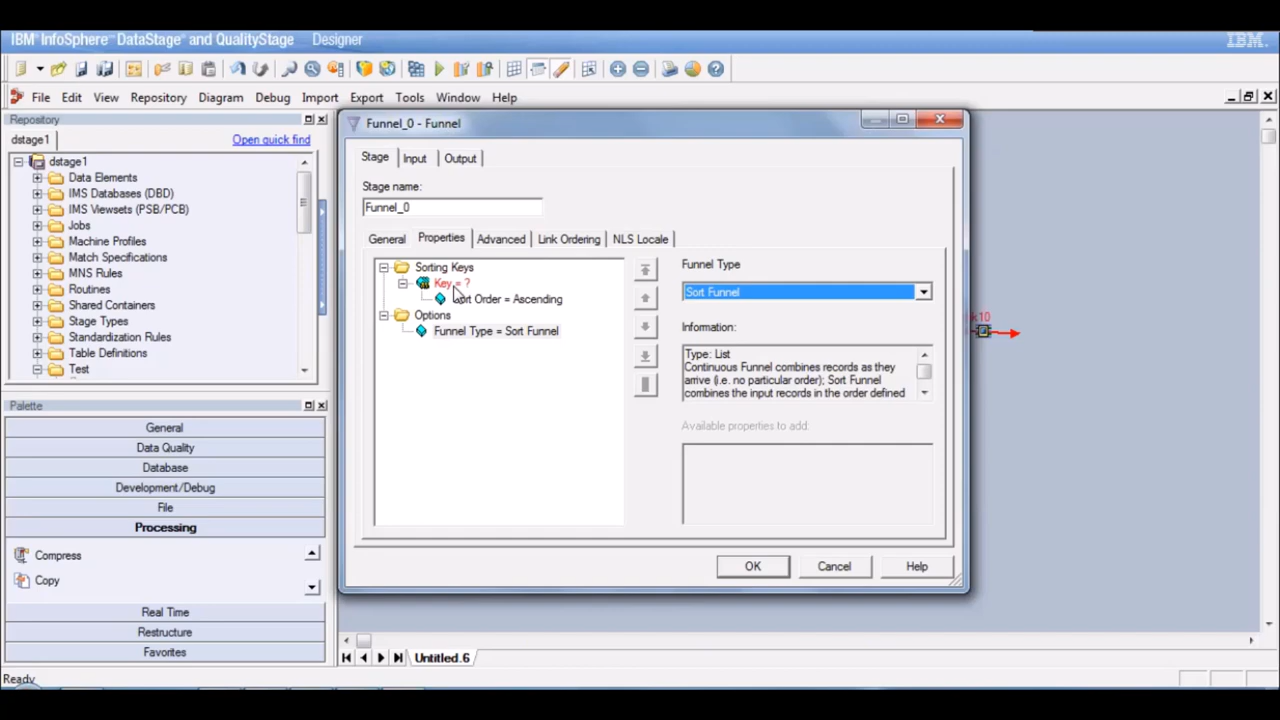 IBM InfoSphere DataStage and QualityStage Designer
IBM
File Edit View Repository Diagram Debug Import Export Tools Window Help
Repository
dstage1 Open quick find
dstage1
Data Elements
IMS Databases (DBD)
IMS Viewsets (PSB/PCB)
Jobs
Machine Profiles
Match Specifications
MNS Rules
Routines
Shared Containers
Stage Types
Standardization Rules
Table Definitions
Test
Palette
General
Data Quality
Database
Development/Debug
File
Processing
Compress
Copy
Real Time
Restructure
Favorites
Funnel_0 - Funnel
Stage Input Output
Stage name:
Funnel_0
General Properties Advanced Link Ordering NLS Locale
Sorting Keys
Key = ?
Order = Ascending
Options
Funnel Type = Sort Funnel
Funnel Type
Sort Funnel
Information:
Type: List
Continuous Funnel combines records as they
arrive (i.e. no particular order); Sort Funnel
combines the input records in the order defined
Available properties to add:
OK Cancel Help
Untitled.6
Ready